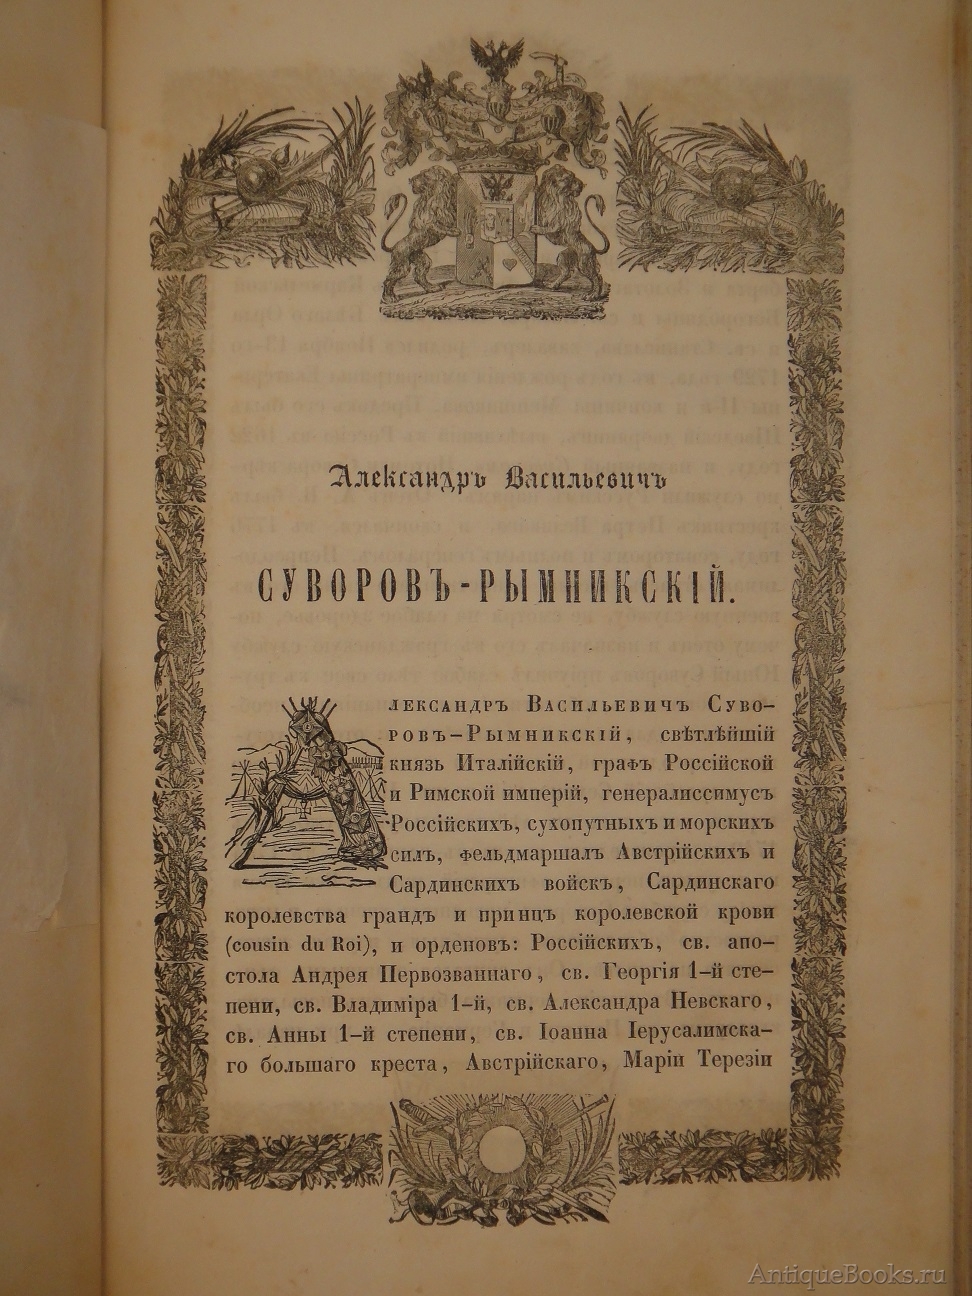 Александръ Васильевичъ
СУВОРОВЪ-РЫМНИКСКІЙ.
Александръ Васильевичъ Суво-
ровъ-Рымникскій, свѣтлѣйшій
князь Италійскій, графъ Россійской
и Римской имперій, генералиссимусъ
Россійскихъ, сухопутныхъ и морскихъ
силъ, фельдмаршалъ Австрійскихъ и
Сардинскихъ войскъ, Сардинскаго
королевства грандъ и принцъ королевской крови
(cousin du Roi), и орденовъ: Россійскихъ, св. апо-
стола Андрея Первозваннаго, св. Георгія 1-й сте-
пени, св. Владиміра 1-й, св. Александра Невскаго,
св. Анны 1-й степени, св. Іоанна Іерусалимска-
го большаго креста, Австрійскаго, Маріи Терезіи
AntiqueBooks.ru